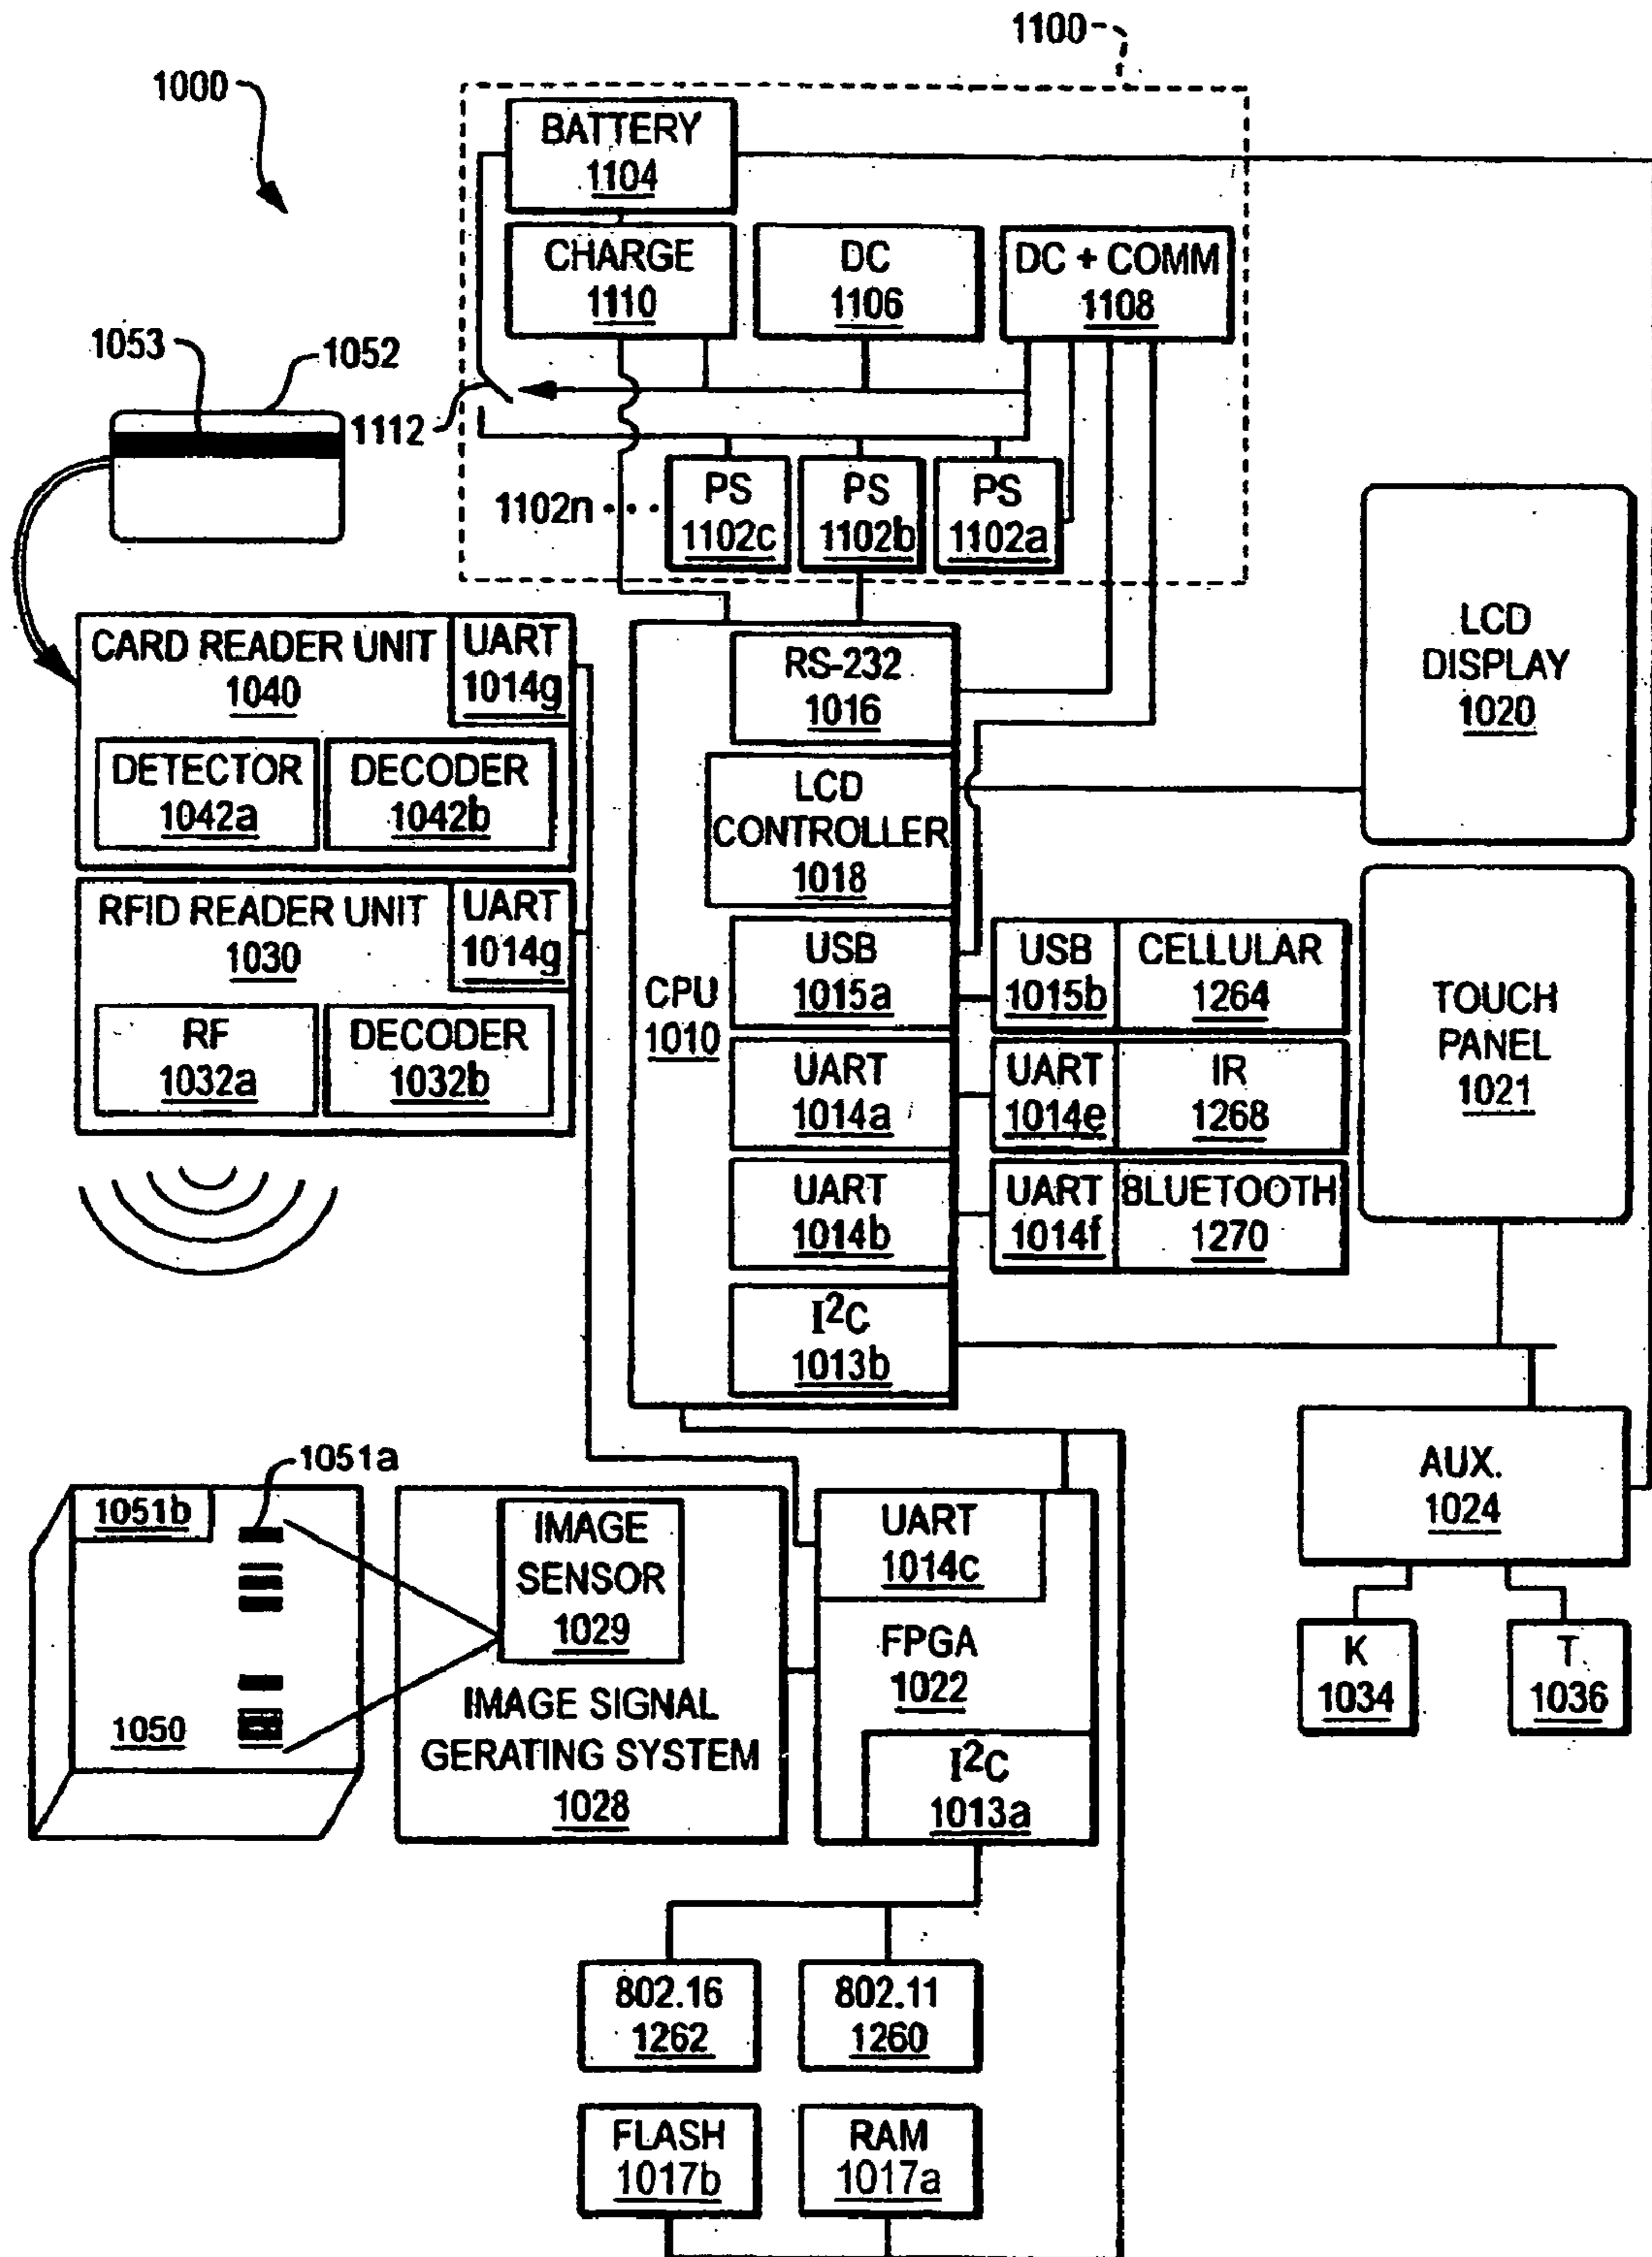 1100
1000
BATTERY
1104
CHARGE
1110
DC
1106
DC + COMM
1108
1053
1052
1112
1102n ····
PS
1102c
PS
1102b
PS
1102a
CARD READER UNIT
1040
UART
1014g
DETECTOR
1042a
DECODER
1042b
RFID READER UNIT
1030
UART
1014g
RF
1032a
DECODER
1032b
CPU
1010
RS-232
1016
LCD
CONTROLLER
1018
USB
1015a
UART
1014a
UART
1014b
I²C
1013b
USB
1015b
CELLULAR
1264
UART
1014e
IR
1268
UART
1014f
BLUETOOTH
1270
LCD
DISPLAY
1020
TOUCH
PANEL
1021
AUX.
1024
K
1034
T
1036
1051a
1051b
1050
IMAGE
SENSOR
1029
IMAGE SIGNAL
GERATING SYSTEM
1028
UART
1014c
FPGA
1022
I²C
1013a
802.16
1262
802.11
1260
FLASH
1017b
RAM
1017a